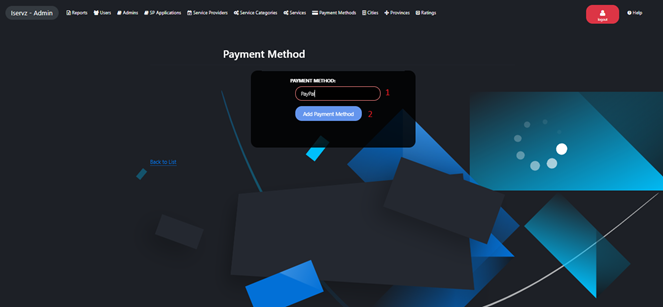 Iservz - Admin
Reports Users Admins SP Applications Service Providers Service Categories Services Payment Methods Cities Provinces Ratings
Help
Payment Method
PAYMENT METHOD:
PayPal 1
Add Payment Method 2
Back to List